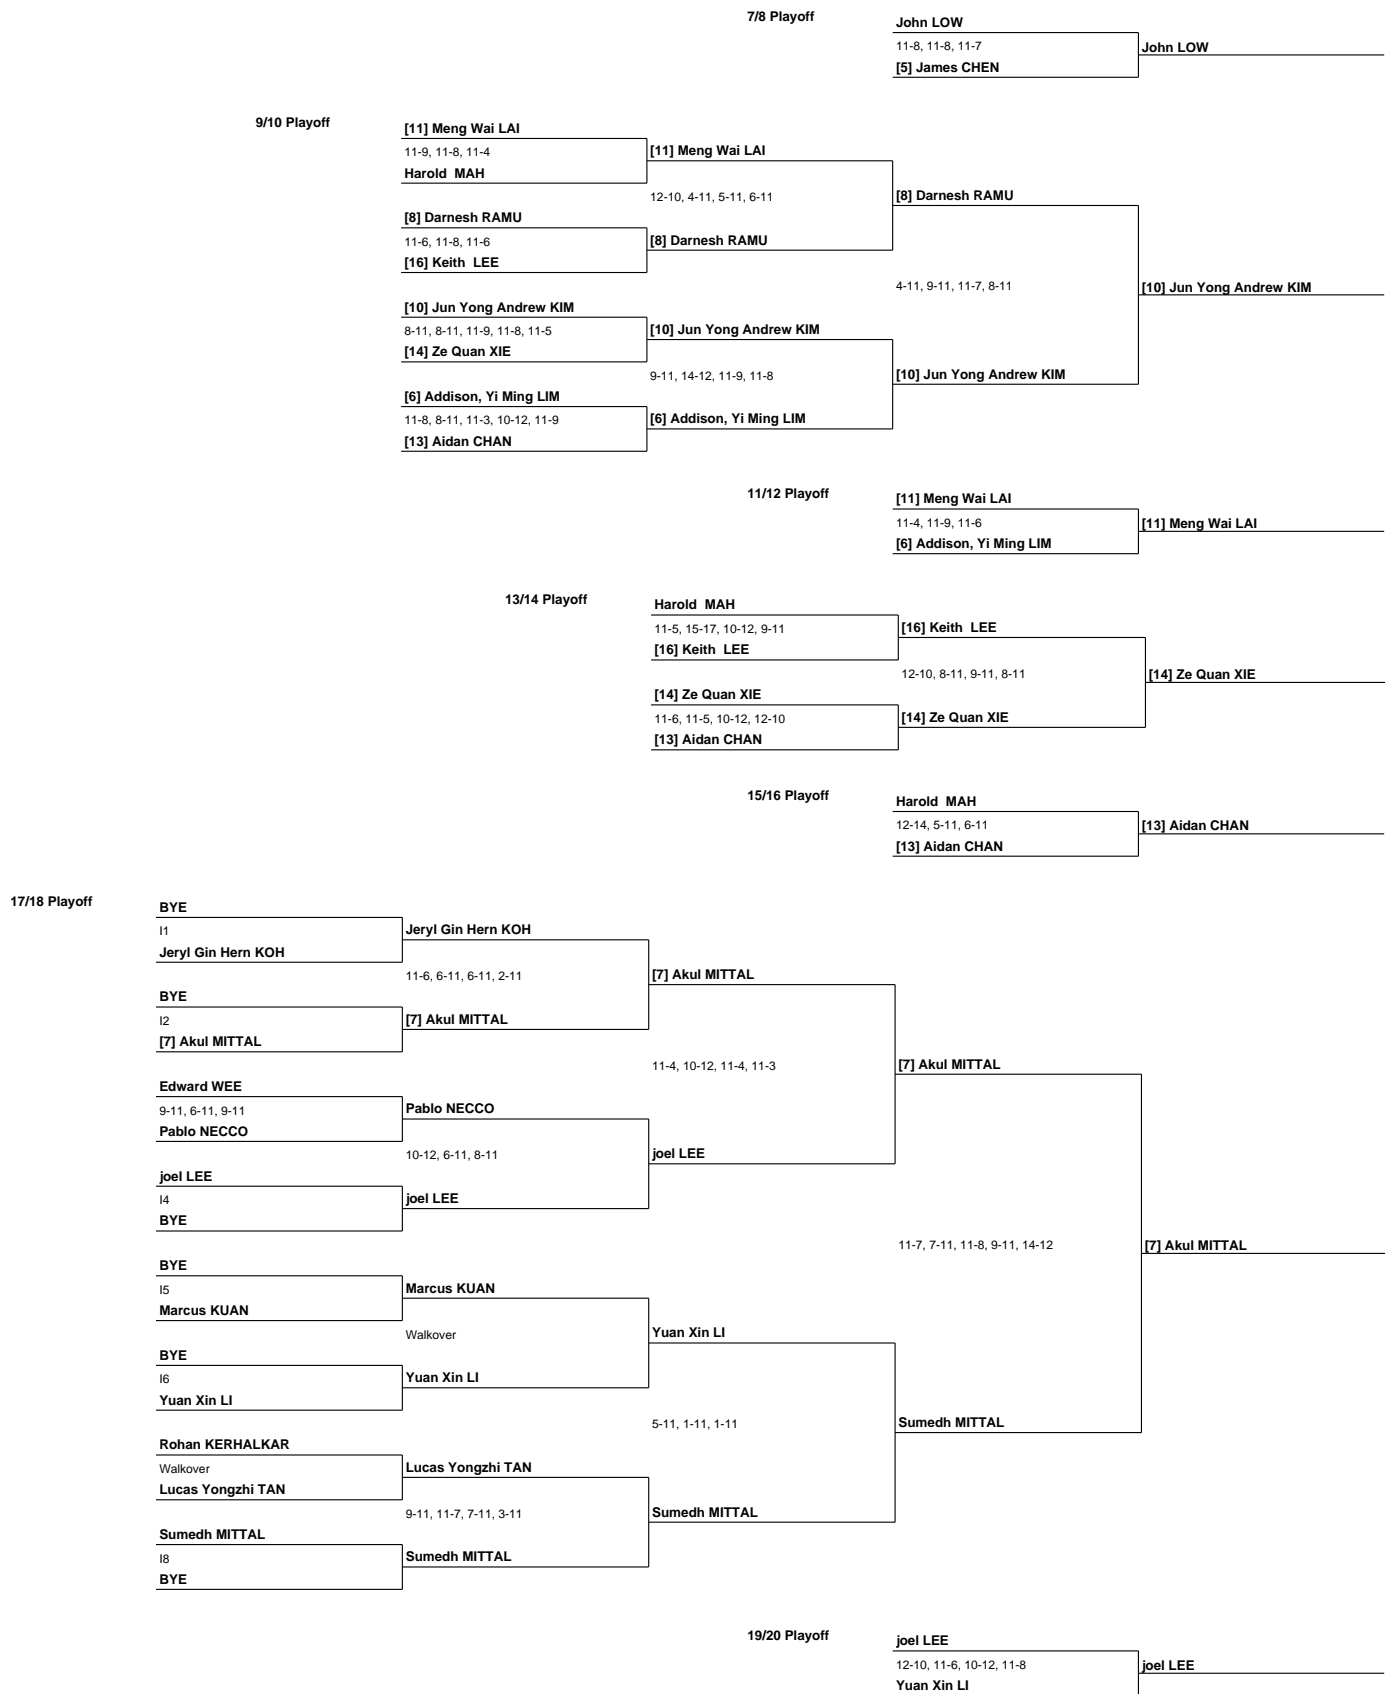 7/8 Playoff
John LOW
11-8, 11-8, 11-7
John LOW
[5] James CHEN
9/10 Playoff
[11] Meng Wai LAI
11-9, 11-8, 11-4
[11] Meng Wai LAI
Harold MAH
12-10, 4-11, 5-11, 6-11
[8] Darnesh RAMU
[8] Darnesh RAMU
11-6, 11-8, 11-6
[8] Darnesh RAMU
[16] Keith LEE
4-11, 9-11, 11-7, 8-11
[10] Jun Yong Andrew KIM
[10] Jun Yong Andrew KIM
8-11, 8-11, 11-9, 11-8, 11-5
[10] Jun Yong Andrew KIM
[14] Ze Quan XIE
9-11, 14-12, 11-9, 11-8
[10] Jun Yong Andrew KIM
[6] Addison, Yi Ming LIM
11-8, 8-11, 11-3, 10-12, 11-9
[6] Addison, Yi Ming LIM
[13] Aidan CHAN
11/12 Playoff
[11] Meng Wai LAI
11-4, 11-9, 11-6
[11] Meng Wai LAI
[6] Addison, Yi Ming LIM
13/14 Playoff
Harold MAH
11-5, 15-17, 10-12, 9-11
[16] Keith LEE
[16] Keith LEE
12-10, 8-11, 9-11, 8-11
[14] Ze Quan XIE
[14] Ze Quan XIE
11-6, 11-5, 10-12, 12-10
[14] Ze Quan XIE
[13] Aidan CHAN
15/16 Playoff
Harold MAH
12-14, 5-11, 6-11
[13] Aidan CHAN
[13] Aidan CHAN
17/18 Playoff
BYE
I1
Jeryl Gin Hern KOH
Jeryl Gin Hern KOH
11-6, 6-11, 6-11, 2-11
[7] Akul MITTAL
BYE
I2
[7] Akul MITTAL
[7] Akul MITTAL
11-4, 10-12, 11-4, 11-3
[7] Akul MITTAL
Edward WEE
9-11, 6-11, 9-11
Pablo NECCO
Pablo NECCO
10-12, 6-11, 8-11
joel LEE
joel LEE
I4
joel LEE
BYE
11-7, 7-11, 11-8, 9-11, 14-12
[7] Akul MITTAL
BYE
I5
Marcus KUAN
Marcus KUAN
Walkover
Yuan Xin LI
BYE
I6
Yuan Xin LI
Yuan Xin LI
5-11, 1-11, 1-11
Sumedh MITTAL
Rohan KERHALKAR
Walkover
Lucas Yongzhi TAN
Lucas Yongzhi TAN
9-11, 11-7, 7-11, 3-11
Sumedh MITTAL
Sumedh MITTAL
I8
Sumedh MITTAL
BYE
19/20 Playoff
joel LEE
12-10, 11-6, 10-12, 11-8
joel LEE
Yuan Xin LI